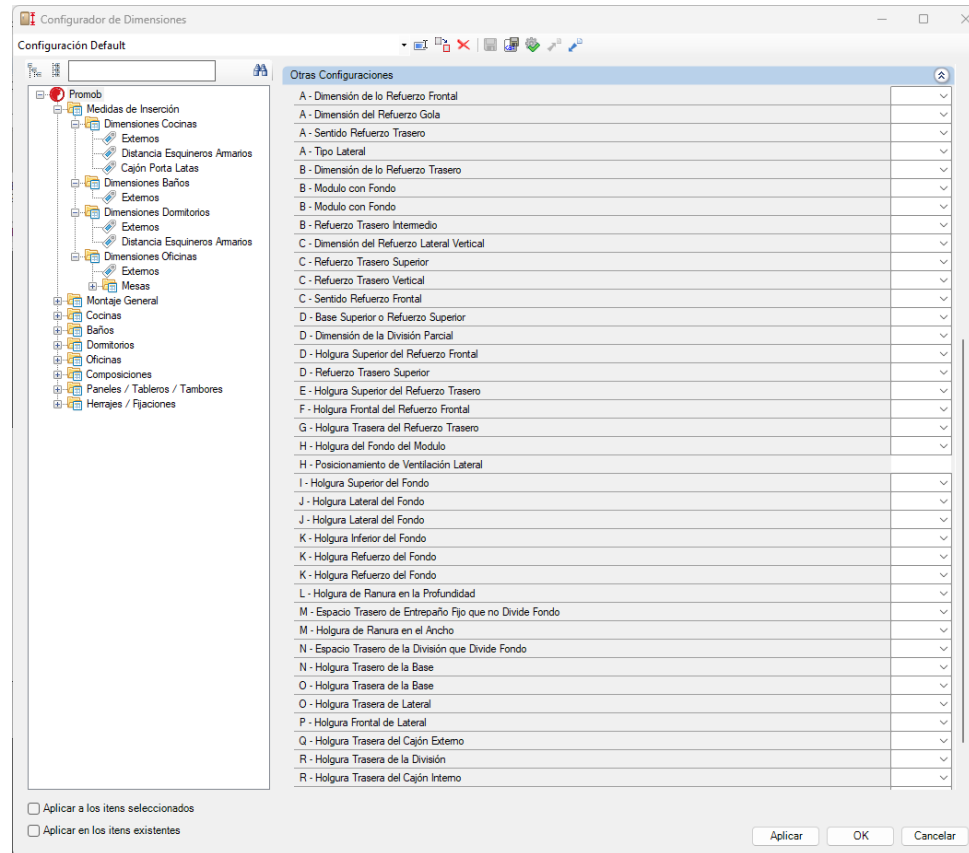 Configurador de Dimensiones
Configuración Default
Promob
Medidas de Inserción
Dimensiones Cocinas
Externos
Distancia Esquineros Armarios
Cajón Porta Latas
Dimensiones Baños
Externos
Dimensiones Dormitorios
Externos
Distancia Esquineros Armarios
Dimensiones Oficinas
Externos
Mesas
Montaje General
Cocinas
Baños
Dormitorios
Oficinas
Composiciones
Paneles / Tableros / Tambores
Herrajes / Fijaciones
Otras Configuraciones
A - Dimensión de lo Refuerzo Frontal
A - Dimensión del Refuerzo Gola
A - Sentido Refuerzo Trasero
A - Tipo Lateral
B - Dimensión de lo Refuerzo Trasero
B - Modulo con Fondo
B - Modulo con Fondo
B - Refuerzo Trasero Intermedio
C - Dimensión del Refuerzo Lateral Vertical
C - Refuerzo Trasero Superior
C - Refuerzo Trasero Vertical
C - Sentido Refuerzo Frontal
D - Base Superior o Refuerzo Superior
D - Dimensión de la División Parcial
D - Holgura Superior del Refuerzo Frontal
D - Refuerzo Trasero Superior
E - Holgura Superior del Refuerzo Trasero
F - Holgura Frontal del Refuerzo Frontal
G - Holgura Trasera del Refuerzo Trasero
H - Holgura del Fondo del Modulo
H - Posicionamiento de Ventilación Lateral
I - Holgura Superior del Fondo
J - Holgura Lateral del Fondo
J - Holgura Lateral del Fondo
K - Holgura Inferior del Fondo
K - Holgura Refuerzo del Fondo
K - Holgura Refuerzo del Fondo
L - Holgura de Ranura en la Profundidad
M - Espacio Trasero de Entrepaño Fijo que no Divide Fondo
M - Holgura de Ranura en el Ancho
N - Espacio Trasero de la División que Divide Fondo
N - Holgura Trasera de la Base
O - Holgura Trasera de la Base
O - Holgura Trasera de Lateral
P - Holgura Frontal de Lateral
Q - Holgura Trasera del Cajón Externo
R - Holgura Trasera de la División
R - Holgura Trasera del Cajón Interno
Aplicar a los itens seleccionados
Aplicar en los itens existentes
Aplicar
OK
Cancelar